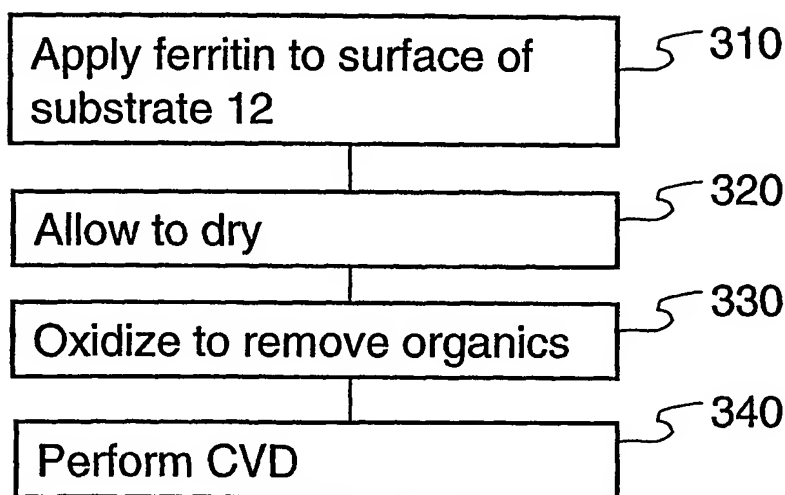 Apply ferritin to surface of
substrate 12
310
Allow to dry
320
Oxidize to remove organics
330
Perform CVD
340